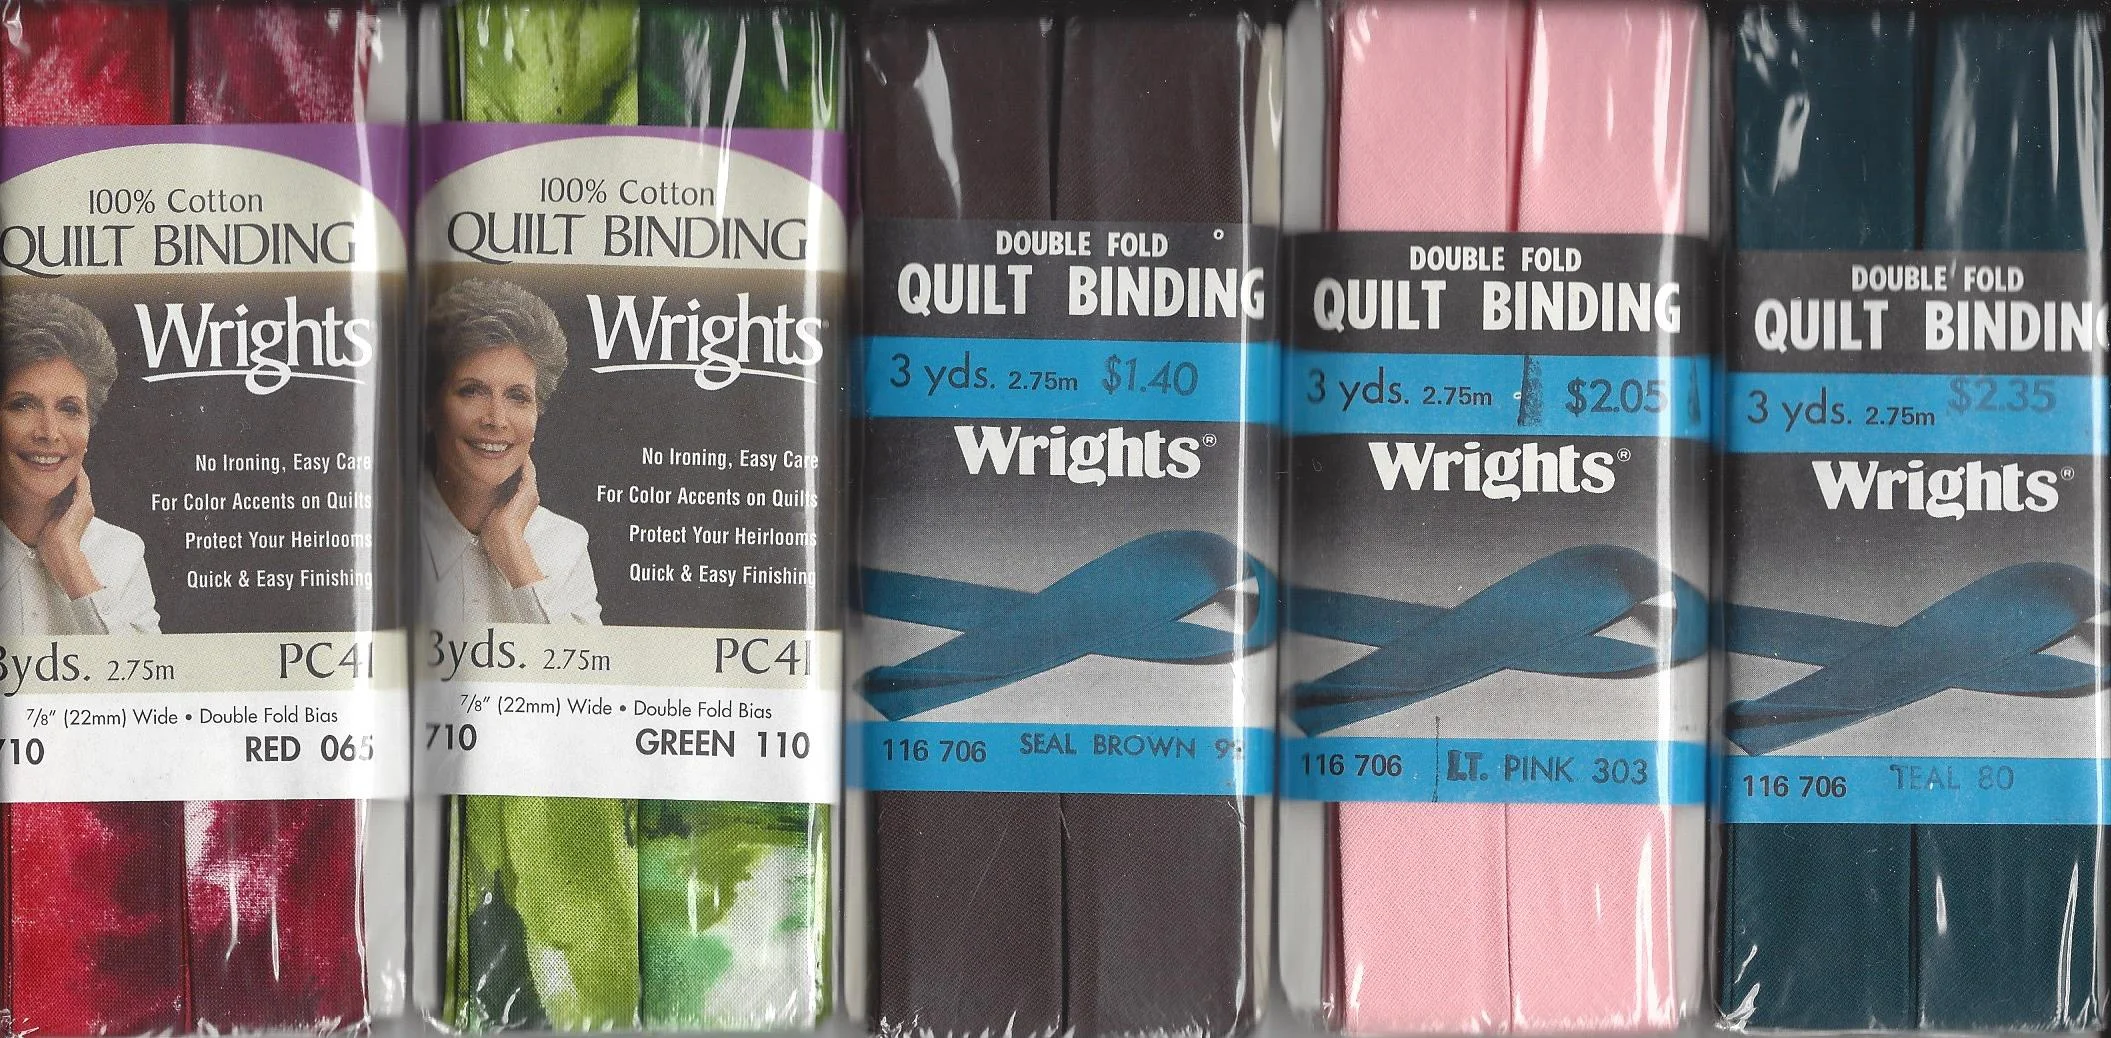 100% Cotton
QUILT BINDING
Wrights
No Ironing, Easy Care
For Color Accents on Quilts
Protect Your Heirlooms
Quick & Easy Finishing
3yds. 2.75m PC41
7/8" (22mm) Wide • Double Fold Bias
710 RED 065
100% Cotton
QUILT BINDING
Wrights
No Ironing, Easy Care
For Color Accents on Quilts
Protect Your Heirlooms
Quick & Easy Finishing
3yds. 2.75m PC41
7/8" (22mm) Wide • Double Fold Bias
710 GREEN 110
DOUBLE FOLD
QUILT BINDING
3 yds. 2.75m $1.40
Wrights®
116 706 SEAL BROWN
DOUBLE FOLD
QUILT BINDING
3 yds. 2.75m $2.05
Wrights®
116 706 LT. PINK 303
DOUBLE FOLD
QUILT BINDING
3 yds. 2.75m $2.35
Wrights®
116 706 TEAL 80